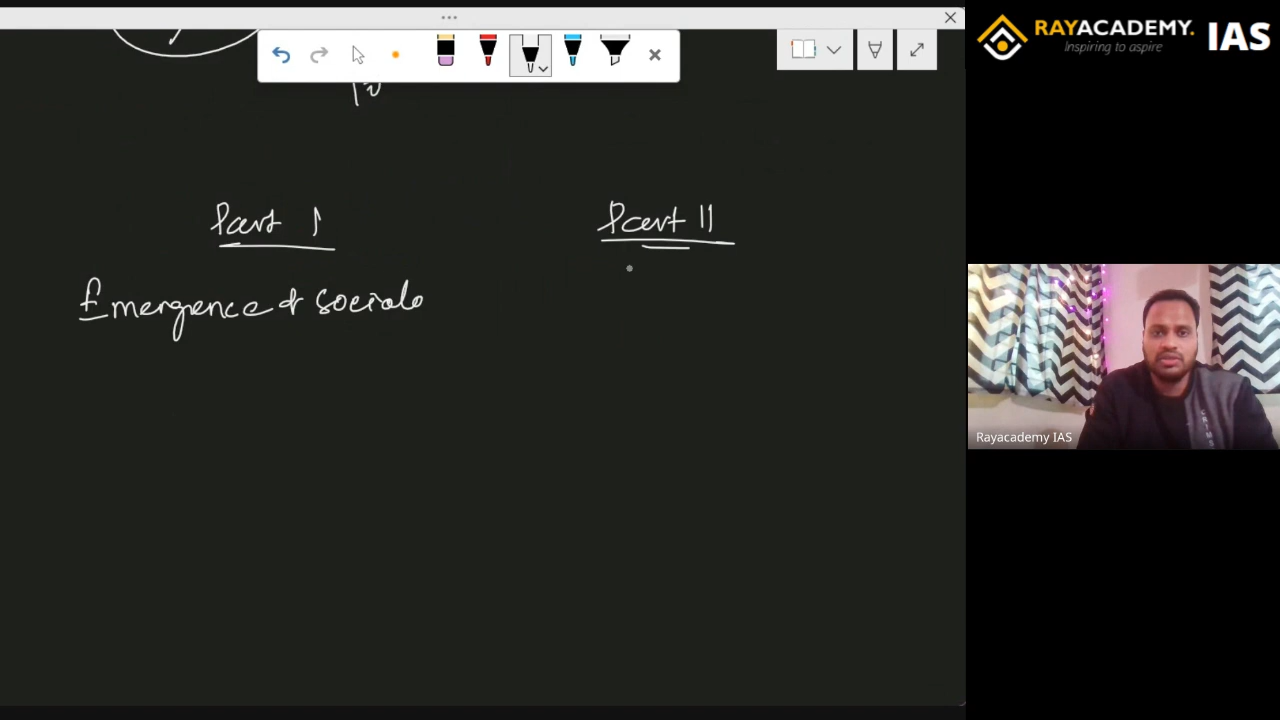 RAYACADEMY. IAS
Inspiring to aspire
Part I
Part II
Emergence of Sociolo
Rayacademy IAS